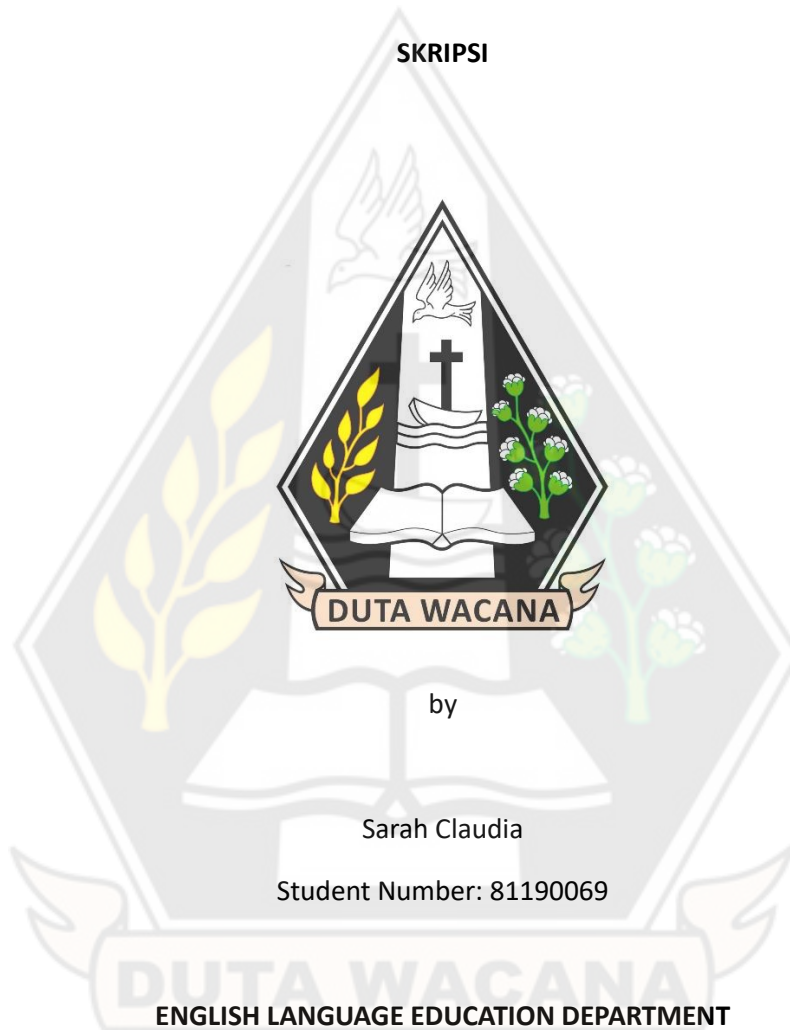 SKRIPSI
DUTA WACANA
by
Sarah Claudia
Student Number: 81190069
DUTA WACANA
ENGLISH LANGUAGE EDUCATION DEPARTMENT